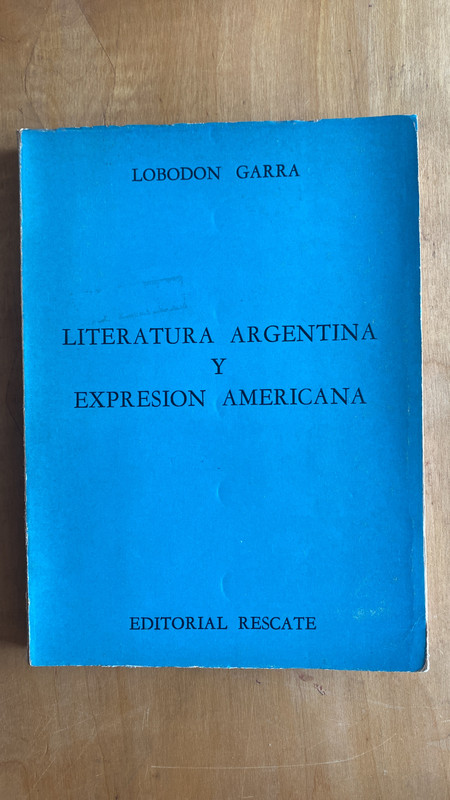 LOBODON GARRA
LITERATURA ARGENTINA
Y
EXPRESION AMERICANA
EDITORIAL RESCATE